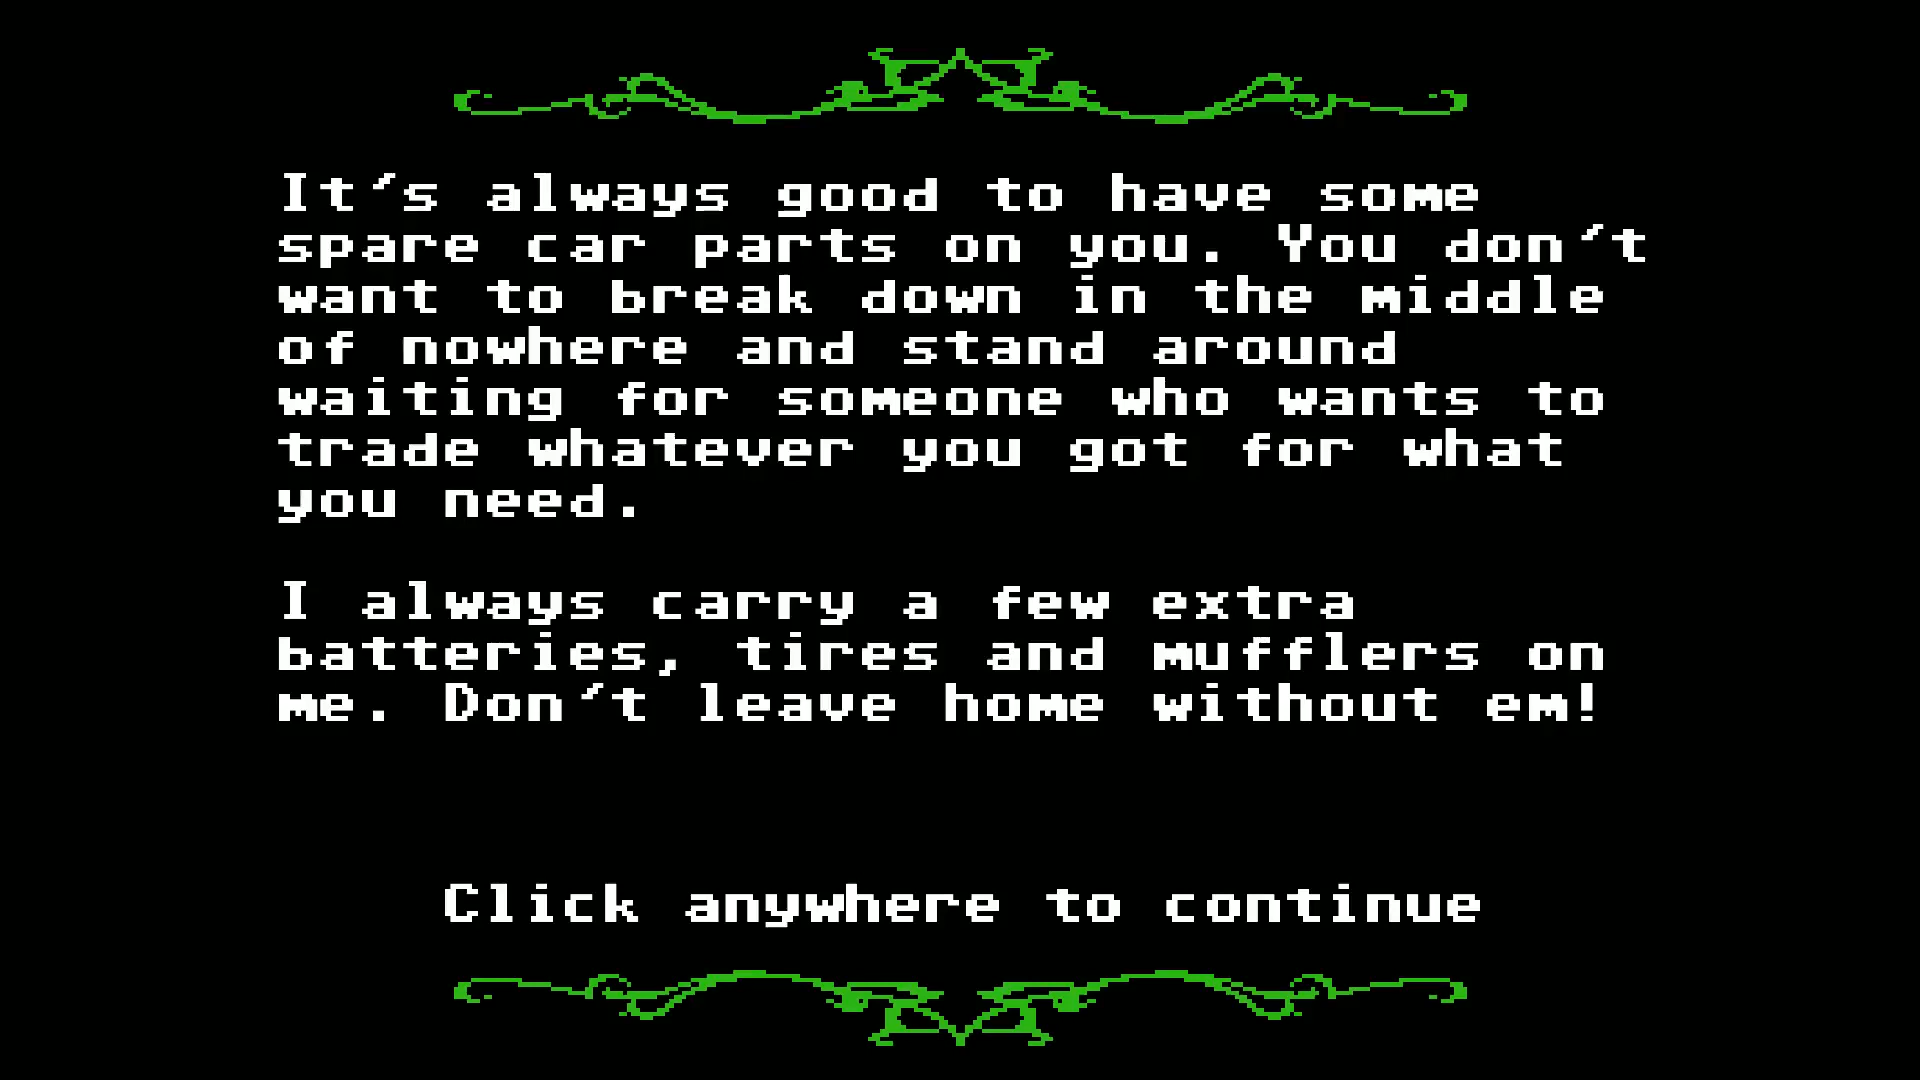 It's always good to have some
spare car parts on you. You don't
want to break down in the middle
of nowhere and stand around
waiting for someone who wants to
trade whatever you got for what
you need.
I always carry a few extra
batteries, tires and mufflers on
me. Don't leave home without em!
Click anywhere to continue